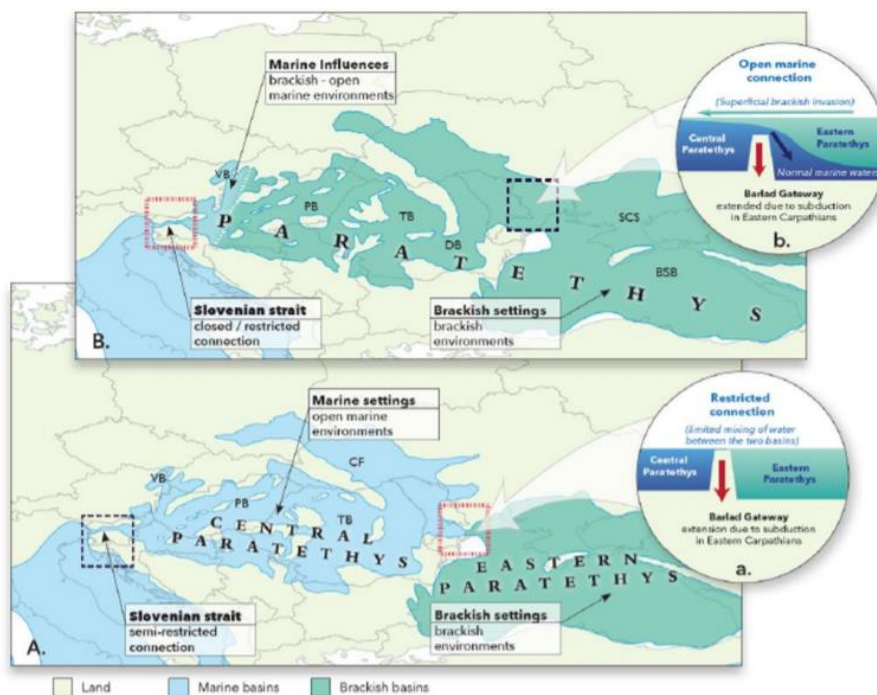 Marine Influences
brackish - open
marine environments
Open marine
connection
(Superficial brackish invasion)
Central
Paratethys
Eastern
Paratethys
Normal marine water
Barlad Gateway
extended due to subduction
in Eastern Carpathians
b.
VB
PB
TB
DB
SCS
BSB
P A R A T E T H Y S
Slovenian strait
closed / restricted
connection
Brackish settings
brackish
environments
B.
Marine settings
open marine
environments
Restricted
connection
(limited mixing of water
between the two basins)
Central
Paratethys
Eastern
Paratethys
Barlad Gateway
extension due to subduction
in Eastern Carpathians
a.
CF
VB
PB
TB
C E N T R A L
P A R A T E T H Y S
E A S T E R N
P A R A T E T H Y S
Slovenian strait
semi-restricted
connection
Brackish settings
brackish
environments
A.
Land
Marine basins
Brackish basins